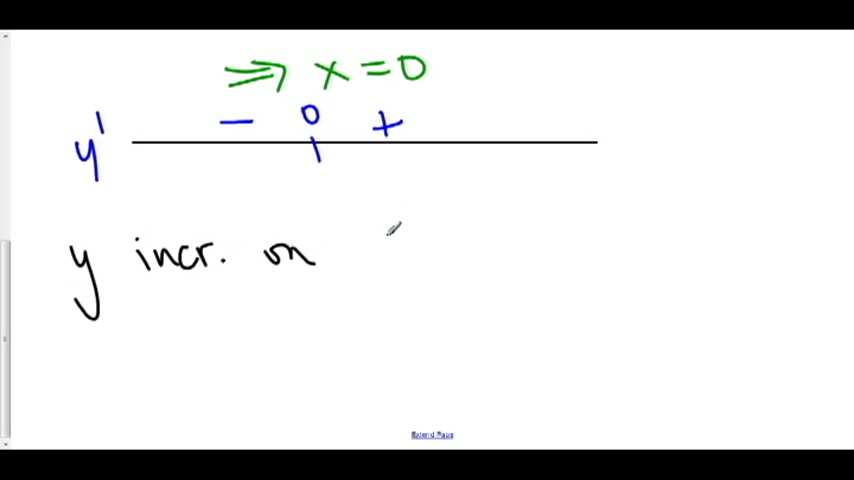 ⇒ x = 0
− 0 +
y'
y incr. on
Extend Page